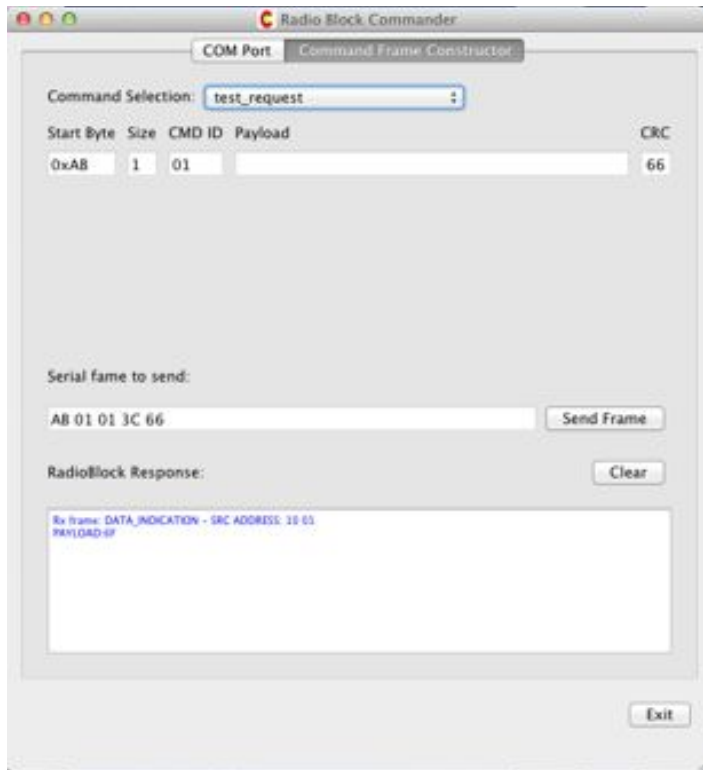 Radio Block Commander
COM Port Command Frame Constructor
Command Selection: test_request
Start Byte Size CMD ID Payload CRC
0xAB 1 01 66
Serial fame to send:
AB 01 01 3C 66 Send Frame
RadioBlock Response: Clear
Rx frame: DATA_INDICATION - SRC ADDRESS:
PAYLOAD:
Exit